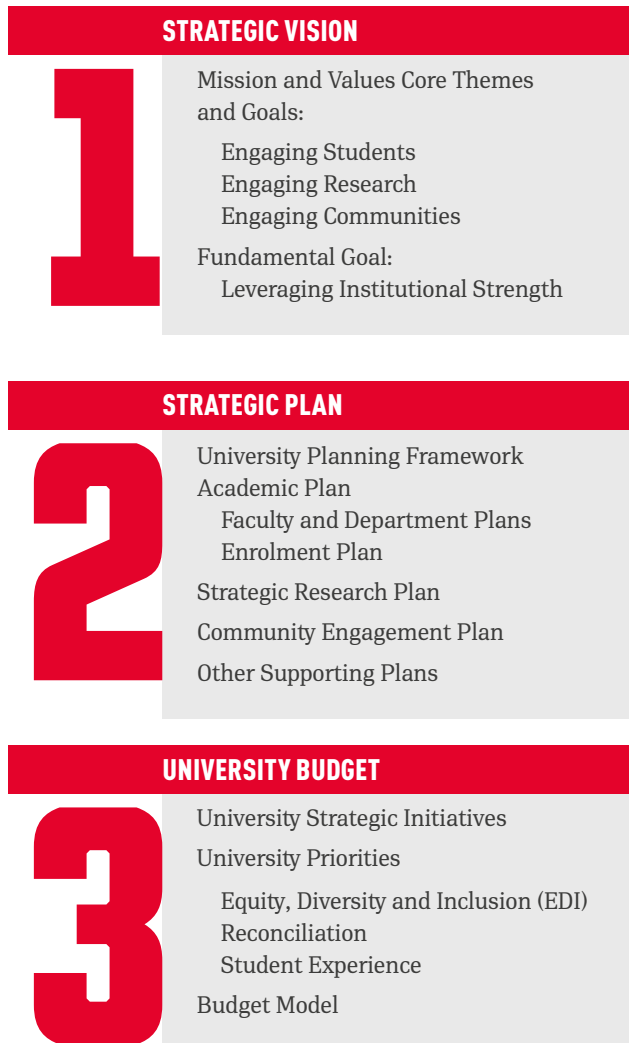 STRATEGIC VISION
1
Mission and Values Core Themes
and Goals:
Engaging Students
Engaging Research
Engaging Communities
Fundamental Goal:
Leveraging Institutional Strength
STRATEGIC PLAN
2
University Planning Framework
Academic Plan
Faculty and Department Plans
Enrolment Plan
Strategic Research Plan
Community Engagement Plan
Other Supporting Plans
UNIVERSITY BUDGET
3
University Strategic Initiatives
University Priorities
Equity, Diversity and Inclusion (EDI)
Reconciliation
Student Experience
Budget Model